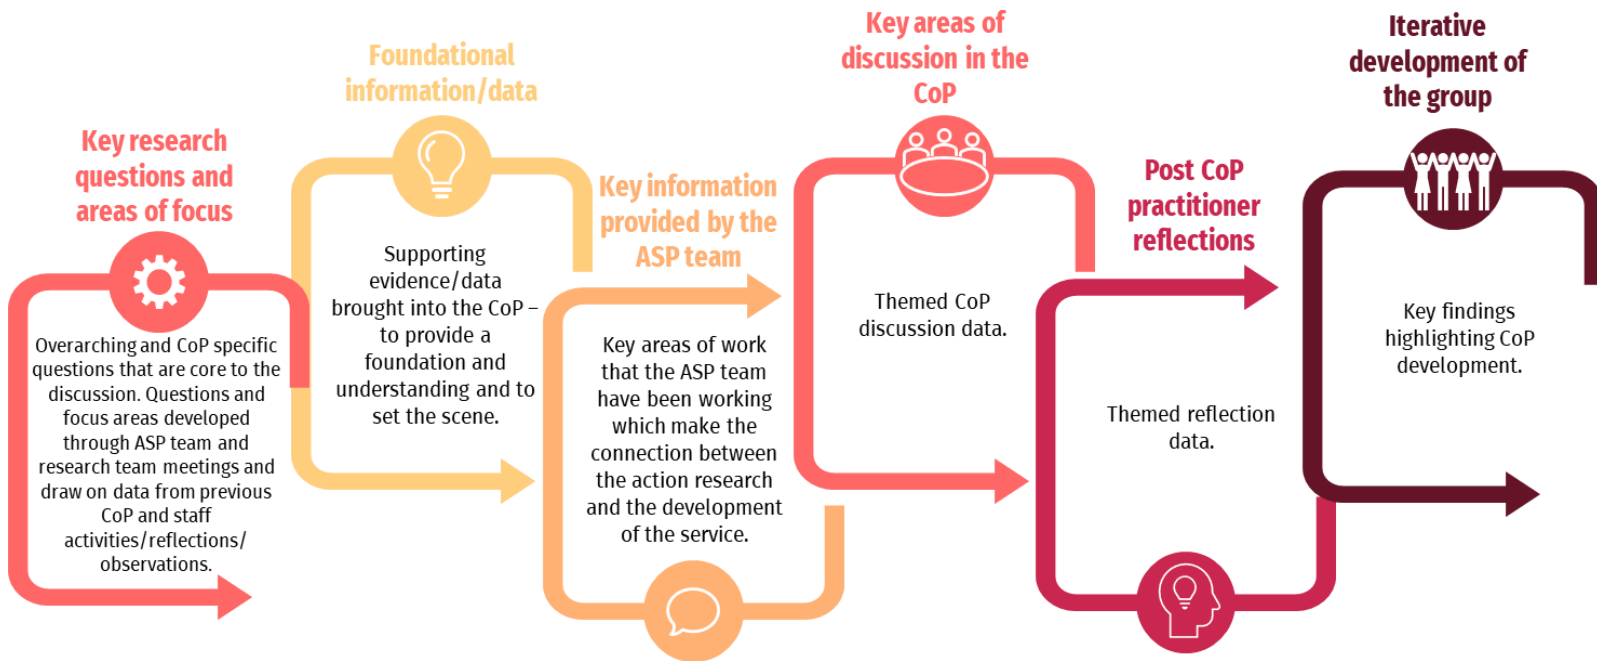 Key research
questions and
areas of focus
Overarching and CoP specific
questions that are core to the
discussion. Questions and
focus areas developed
through ASP team and
research team meetings and
draw on data from previous
CoP and staff
activities/reflections/
observations.
Foundational
information/data
Supporting
evidence/data
brought into the CoP –
to provide a
foundation and
understanding and to
set the scene.
Key information
provided by the
ASP team
Key areas of work
that the ASP team
have been working
which make the
connection between
the action research
and the development
of the service.
Key areas of
discussion in the
CoP
Themed CoP
discussion data.
Post CoP
practitioner
reflections
Themed reflection
data.
Iterative
development of
the group
Key findings
highlighting CoP
development.